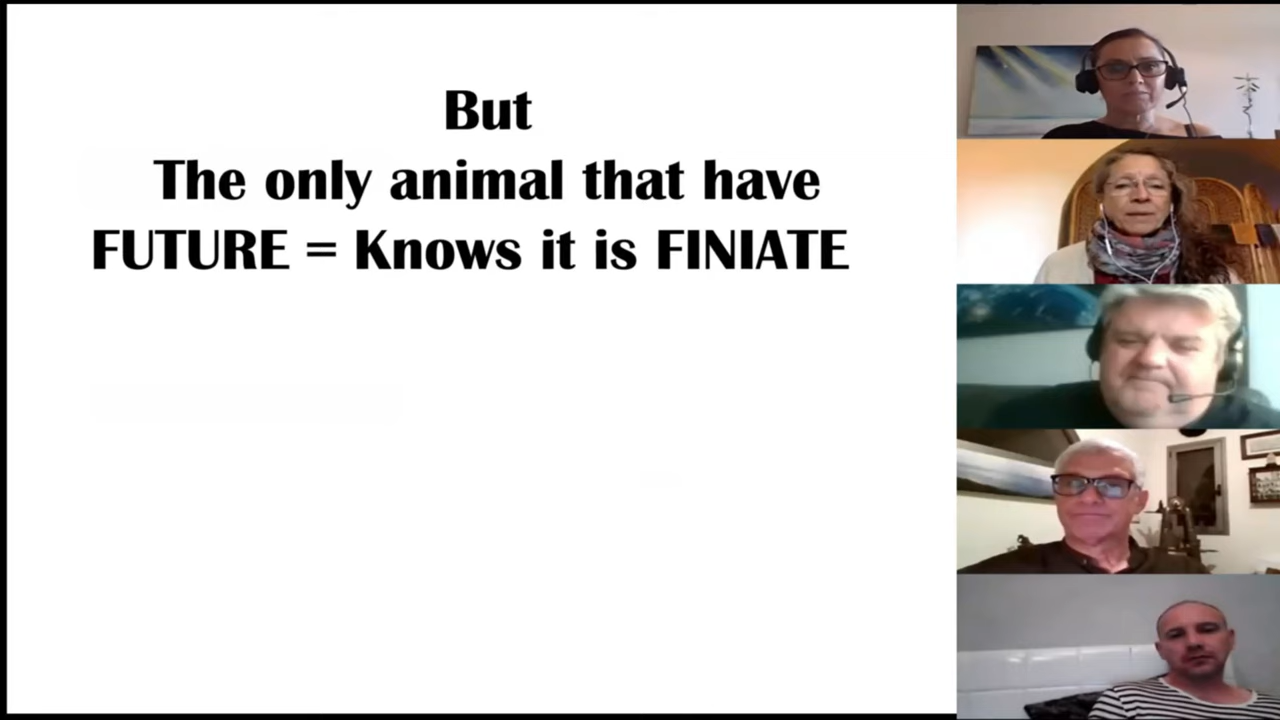 But
The only animal that have
FUTURE = Knows it is FINIATE